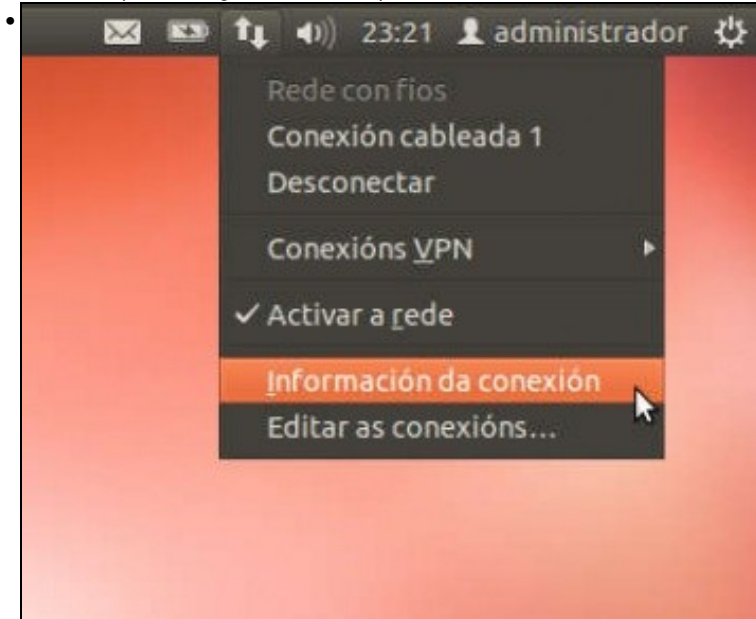 23:21 administrador
Rede con fios
Conexión cableada 1
Desconectar
Conexións VPN
Activar a rede
Información da conexión
Editar as conexións...